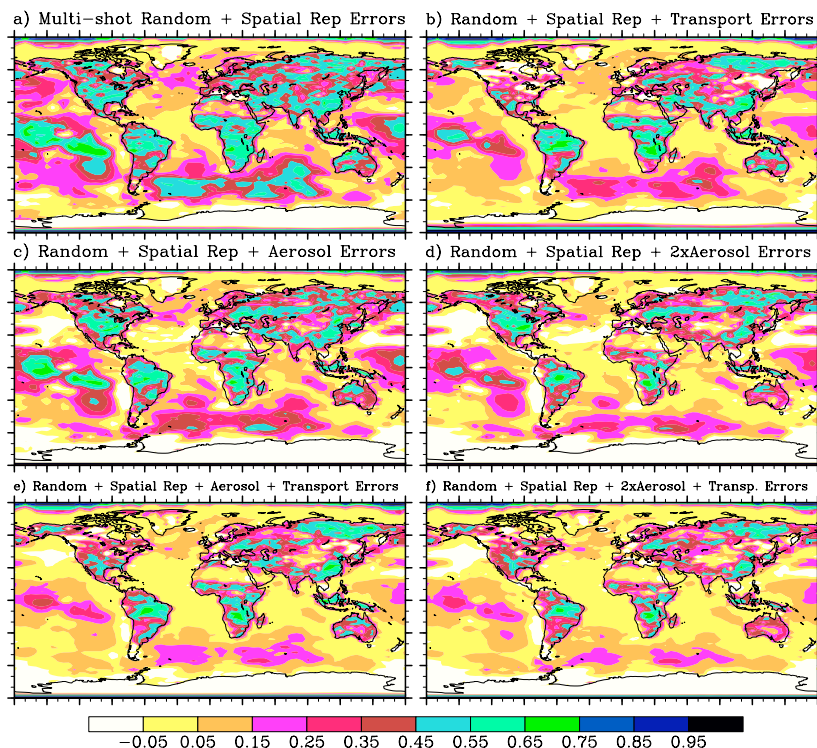 a) Multi-shot Random + Spatial Rep Errors
b) Random + Spatial Rep + Transport Errors
c) Random + Spatial Rep + Aerosol Errors
d) Random + Spatial Rep + 2xAerosol Errors
e) Random + Spatial Rep + Aerosol + Transport Errors
f) Random + Spatial Rep + 2xAerosol + Transp. Errors
-0.05 0.05 0.15 0.25 0.35 0.45 0.55 0.65 0.75 0.85 0.95